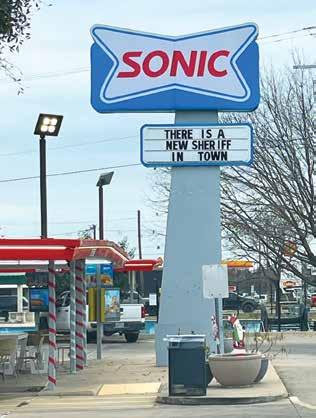 SONIC
THERE IS A
NEW SHERIFF
IN TOWN